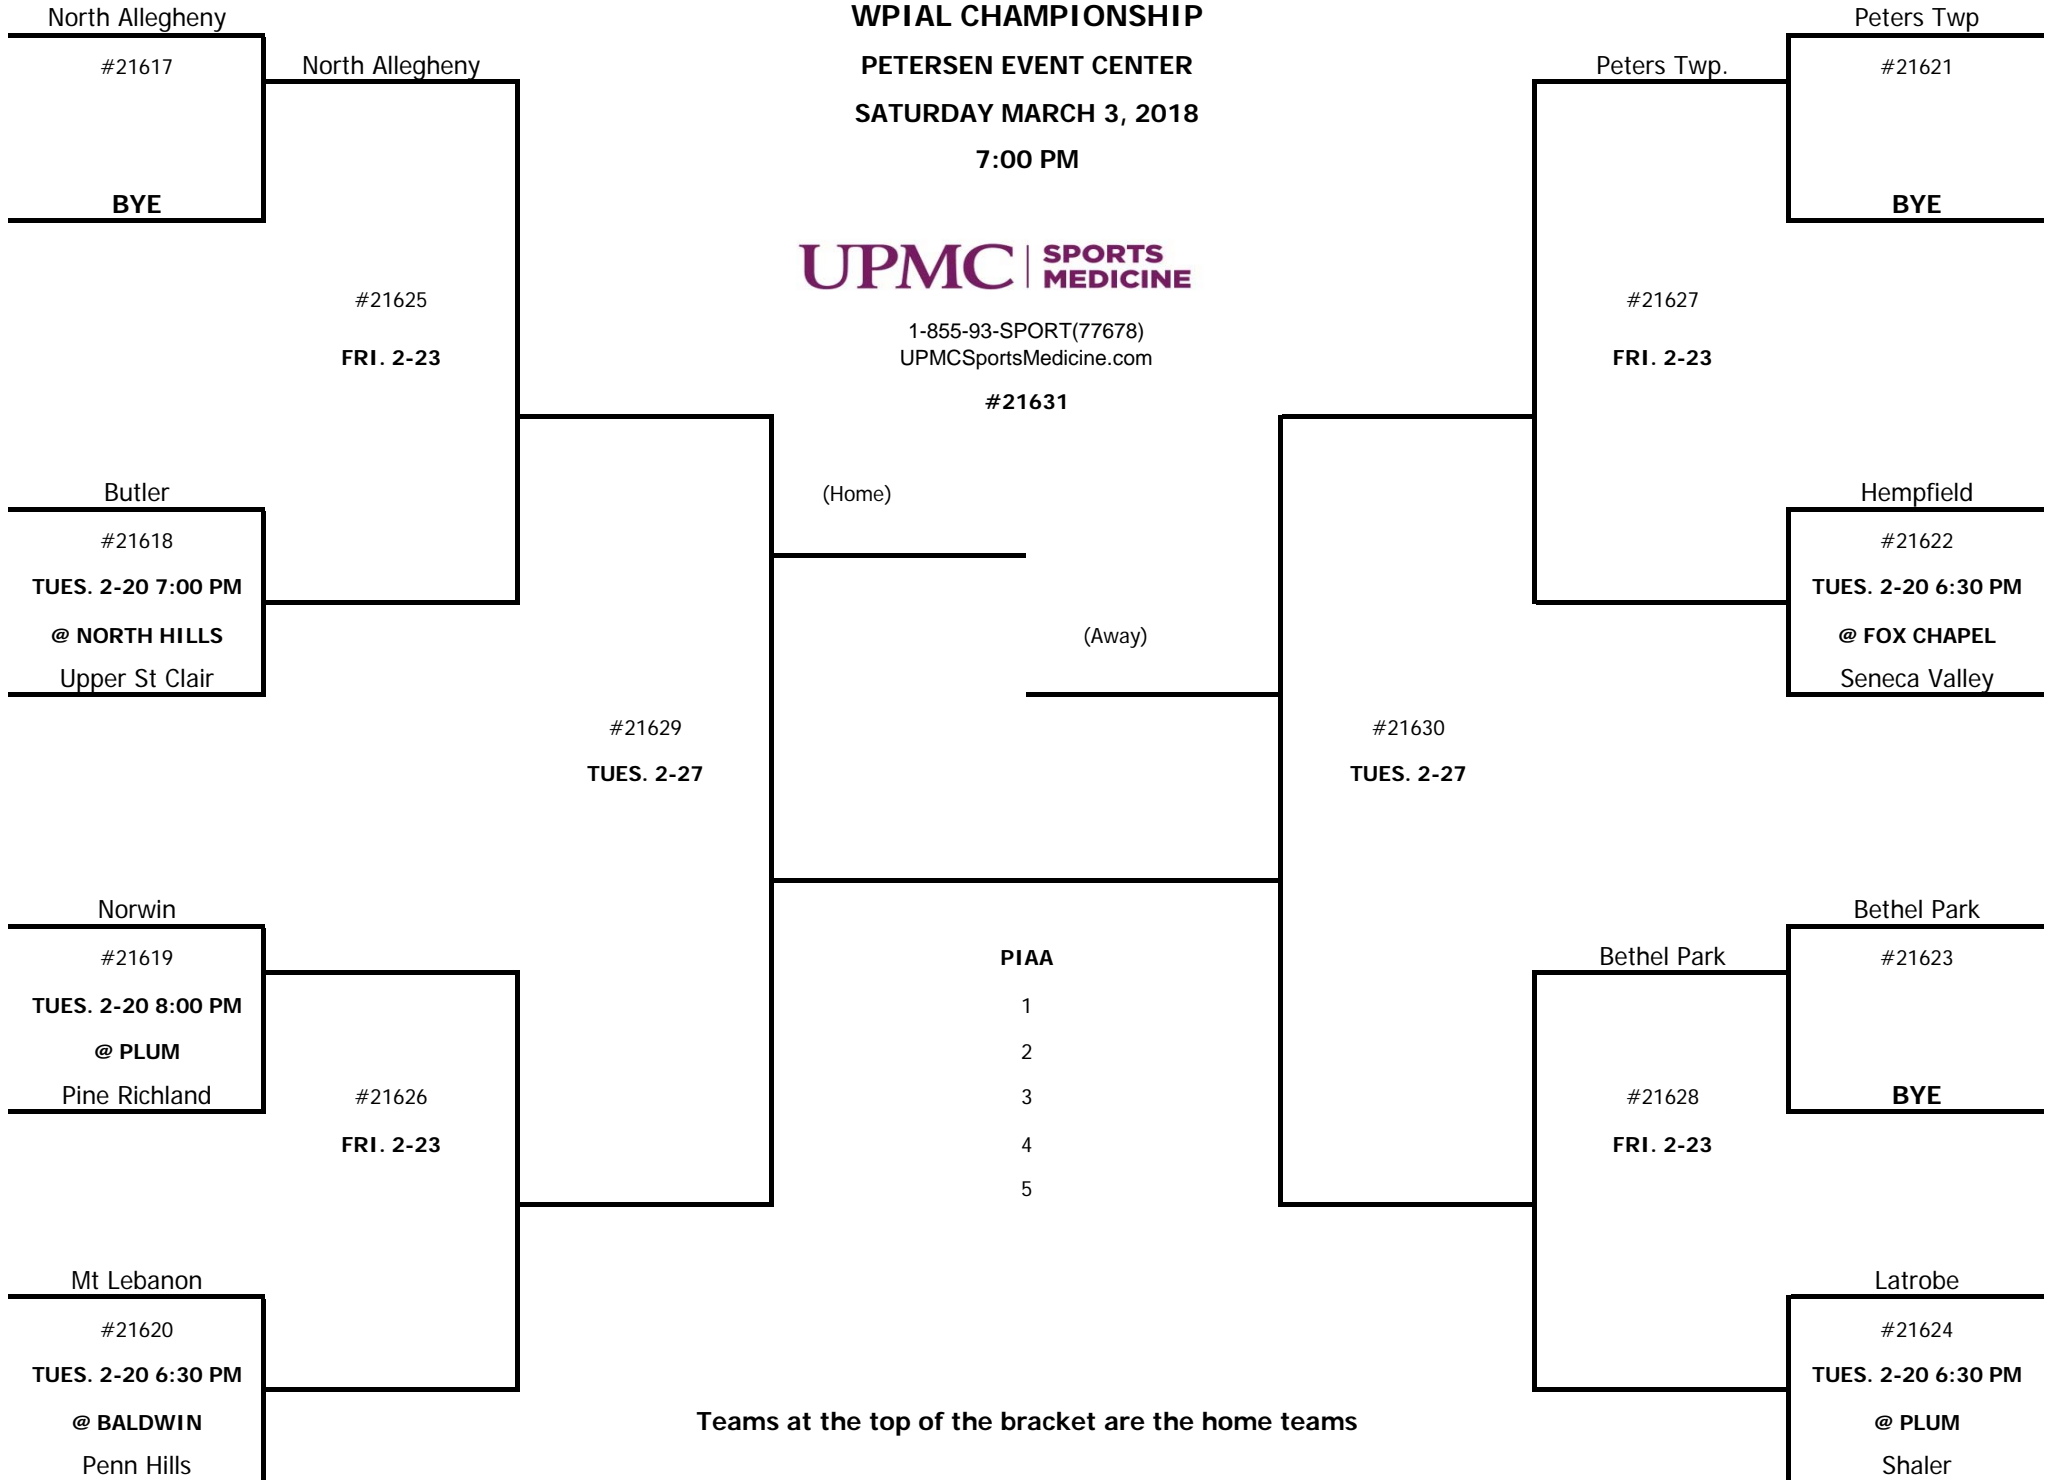 WPIAL CHAMPIONSHIP
PETERSEN EVENT CENTER
SATURDAY MARCH 3, 2018
7:00 PM
UPMC SPORTS MEDICINE
1-855-93-SPORT(77678)
UPMCSportsMedicine.com
#21631
North Allegheny
#21617
BYE
North Allegheny
#21625
FRI. 2-23
Butler
#21618
TUES. 2-20 7:00 PM
@ NORTH HILLS
Upper St Clair
#21629
TUES. 2-27
Norwin
#21619
TUES. 2-20 8:00 PM
@ PLUM
Pine Richland
#21626
FRI. 2-23
Mt Lebanon
#21620
TUES. 2-20 6:30 PM
@ BALDWIN
Penn Hills
(Home)
(Away)
PIAA
1
2
3
4
5
Teams at the top of the bracket are the home teams
Peters Twp
#21621
BYE
Peters Twp.
#21627
FRI. 2-23
Hempfield
#21622
TUES. 2-20 6:30 PM
@ FOX CHAPEL
Seneca Valley
#21630
TUES. 2-27
Bethel Park
#21623
BYE
Bethel Park
#21628
FRI. 2-23
Latrobe
#21624
TUES. 2-20 6:30 PM
@ PLUM
Shaler